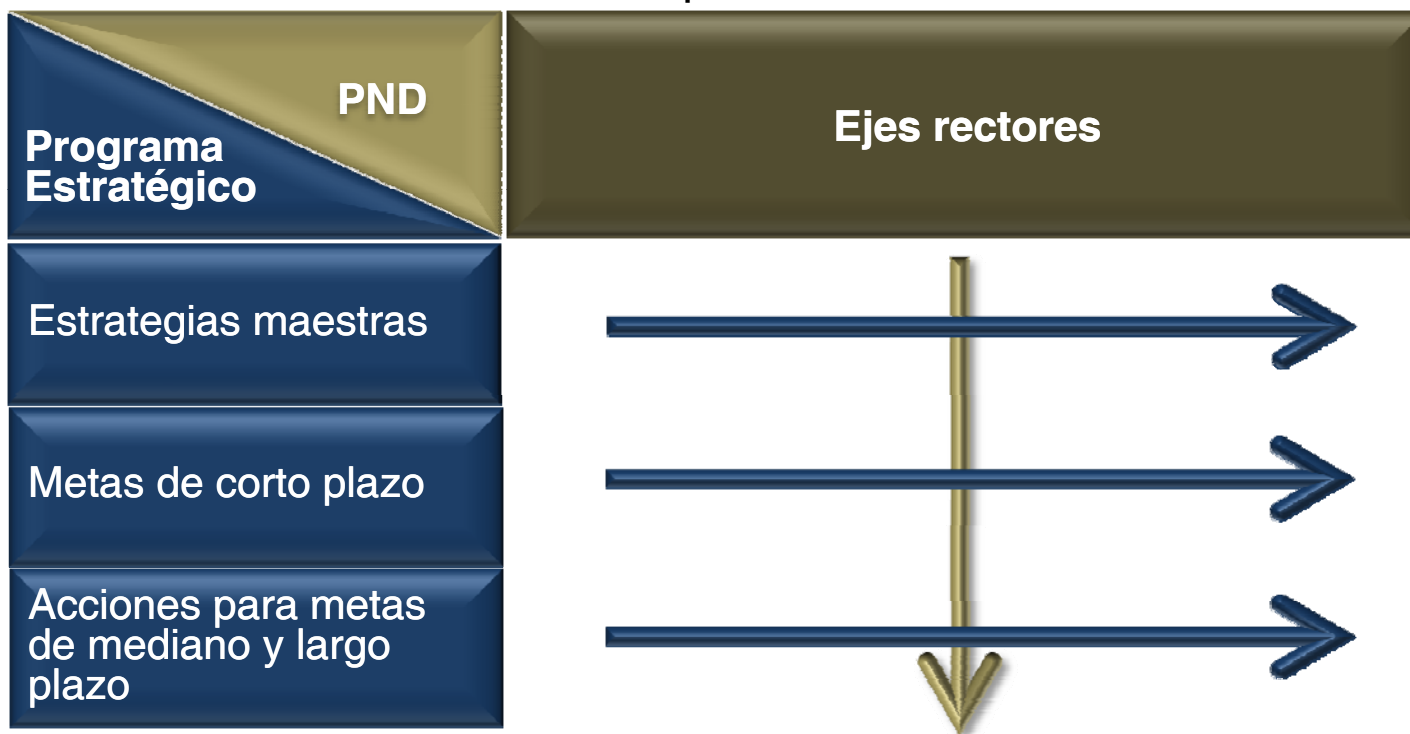 PND
Programa
Estratégico
Ejes rectores
Estrategias maestras
Metas de corto plazo
Acciones para metas
de mediano y largo
plazo